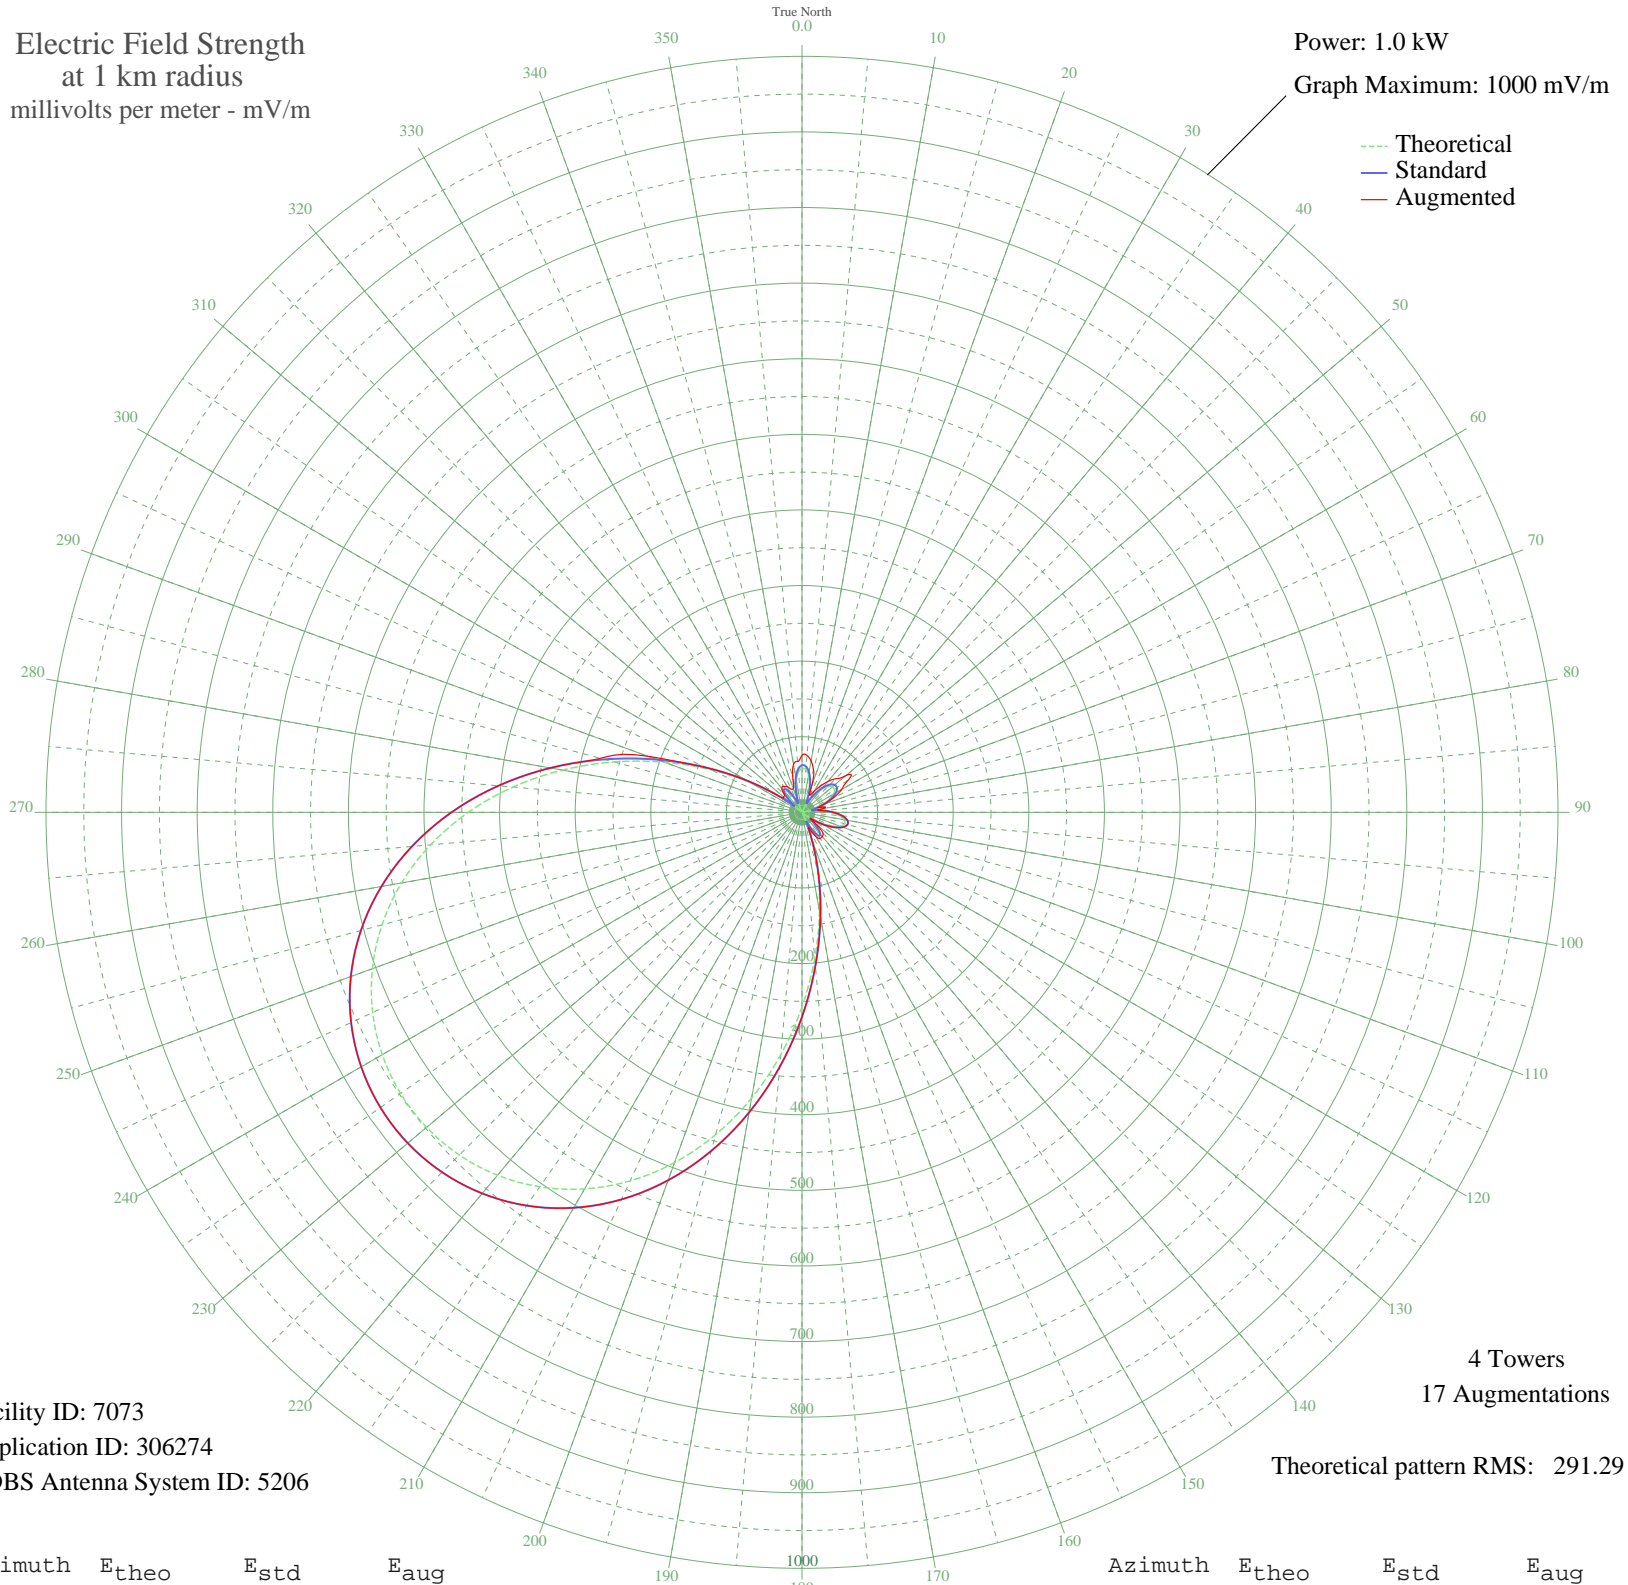 True North
0.0
Electric Field Strength
at 1 km radius
millivolts per meter - mV/m
Power: 1.0 kW
Graph Maximum: 1000 mV/m
Theoretical
Standard
Augmented
10
20
30
40
50
60
70
80
90
100
110
120
130
140
150
160
170
190
200
210
220
230
240
250
260
270
280
290
300
310
320
330
340
350
200
300
400
500
600
700
800
900
1000
4 Towers
17 Augmentations
Theoretical pattern RMS: 291.29
cility ID: 7073
plication ID: 306274
DBS Antenna System ID: 5206
imuth Etheo Estd Eaug
Azimuth Etheo Estd Eaug